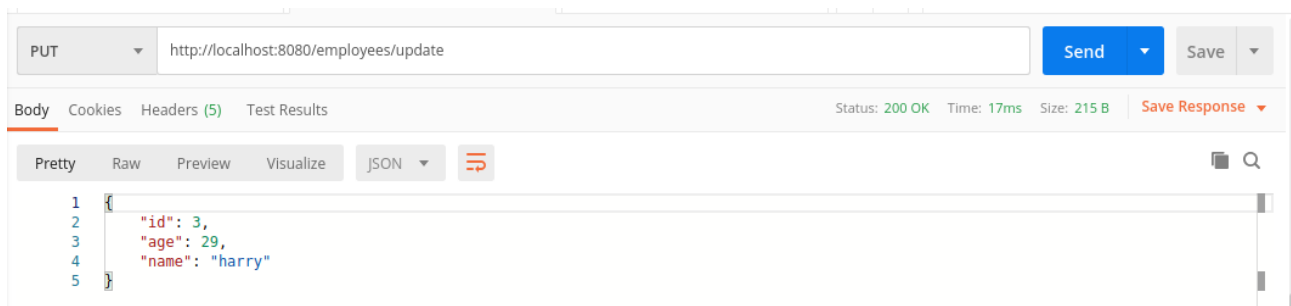 PUT http://localhost:8080/employees/update Send Save
Body Cookies Headers (5) Test Results Status: 200 OK Time: 17ms Size: 215 B Save Response
Pretty Raw Preview Visualize JSON
1 {
2 "id": 3,
3 "age": 29,
4 "name": "harry"
5 }